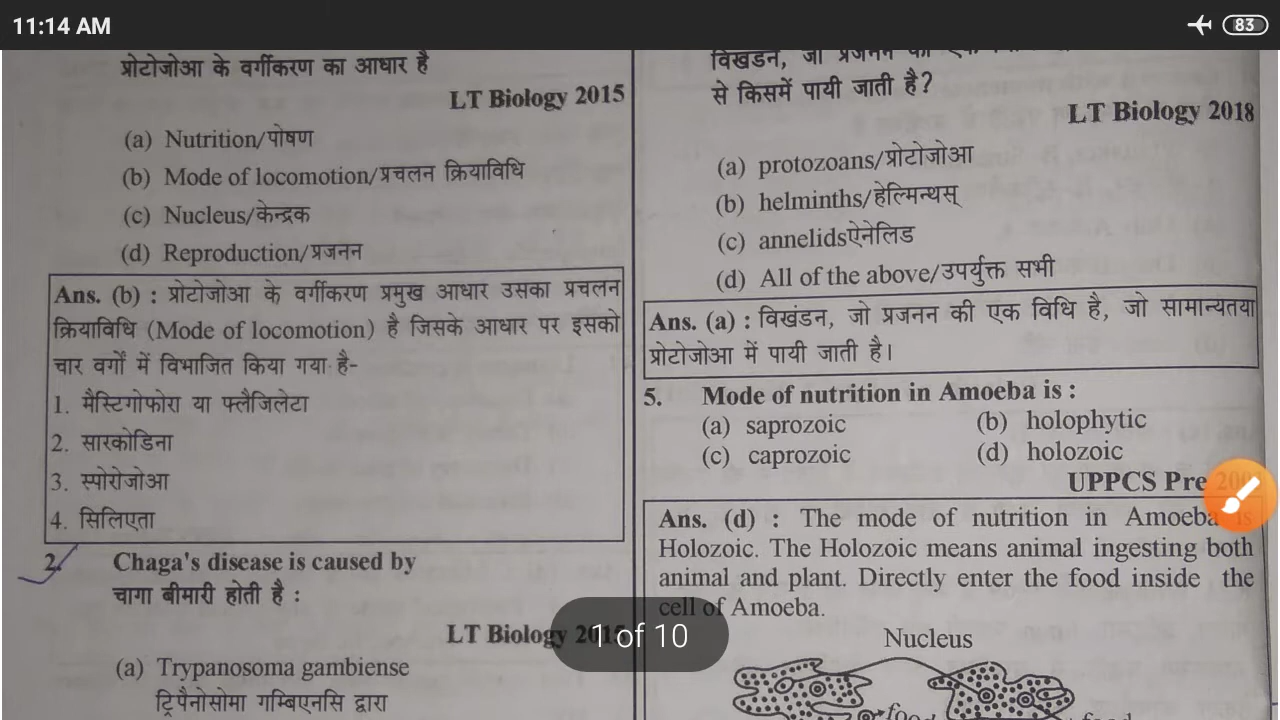 11:14 AM
83
प्रोटोजोआ के वर्गीकरण का आधार है
LT Biology 2015
(a) Nutrition/पोषण
(b) Mode of locomotion/प्रचलन क्रियाविधि
(c) Nucleus/केन्द्रक
(d) Reproduction/प्रजनन
Ans. (b) : प्रोटोजोआ के वर्गीकरण प्रमुख आधार उसका प्रचलन
क्रियाविधि (Mode of locomotion) है जिसके आधार पर इसको
चार वर्गों में विभाजित किया गया है-
1. मैस्टिगोफोरा या फ्लैजिलेटा
2. सारकोडिना
3. स्पोरोजोआ
4. सिलिएता
2. Chaga's disease is caused by
चागा बीमारी होती है :
LT Biology 2015
(a) Trypanosoma gambiense
ट्रिपैनोसोमा गम्बिएनसि द्वारा
विखंडन, जो प्रजनन
से किसमें पायी जाती है?
LT Biology 2018
(a) protozoans/प्रोटोजोआ
(b) helminths/हेल्मिन्थस्
(c) annelidsऐनेलिड
(d) All of the above/उपर्युक्त सभी
Ans. (a) : विखंडन, जो प्रजनन की एक विधि है, जो सामान्यतया
प्रोटोजोआ में पायी जाती है।
5. Mode of nutrition in Amoeba is :
(a) saprozoic (b) holophytic
(c) caprozoic (d) holozoic
UPPCS Pre
Ans. (d) : The mode of nutrition in Amoeba is
Holozoic. The Holozoic means animal ingesting both
animal and plant. Directly enter the food inside the
cell of Amoeba.
Nucleus
food
food
1 of 10